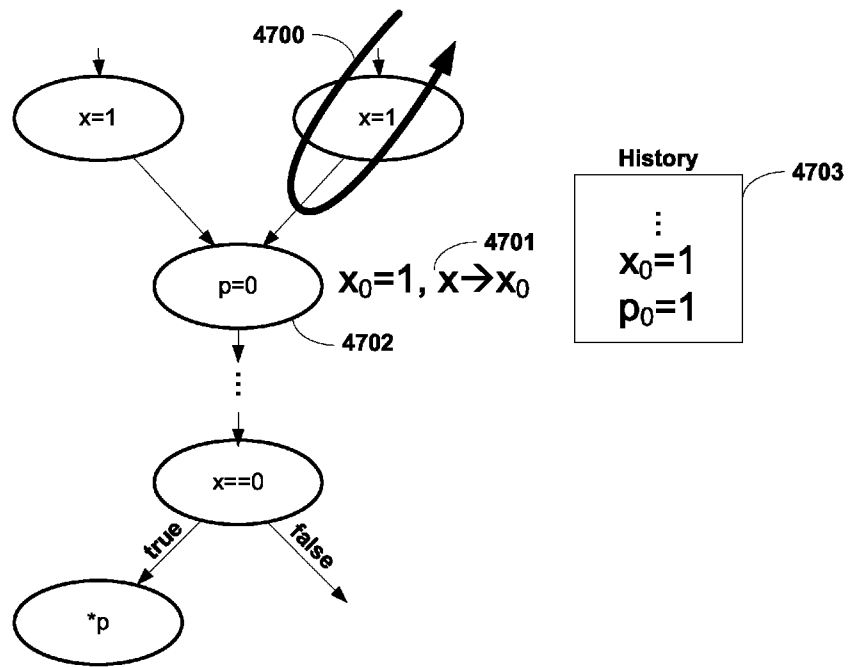 4700
x=1
x=1
History
4703
⋮
x₀=1
p₀=1
4701
p=0
x₀=1, x→x₀
4702
⋮
x==0
true
false
*p